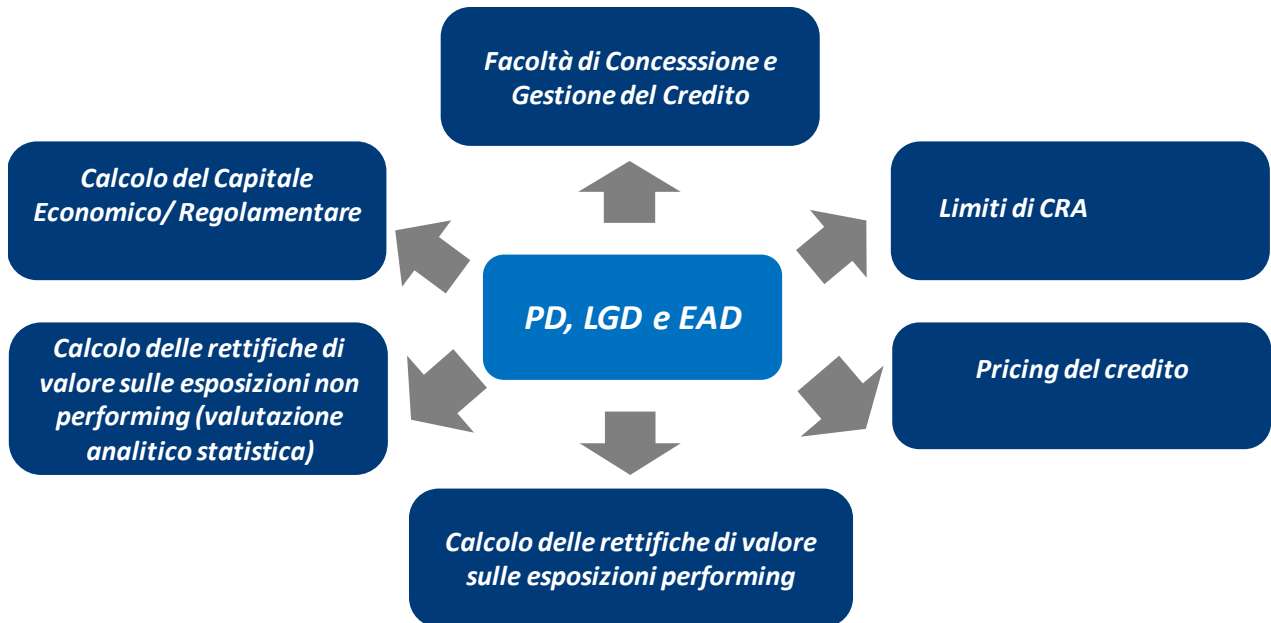 Facoltà di Concesssione e
Gestione del Credito
Calcolo del Capitale
Economico/ Regolamentare
Limiti di CRA
PD, LGD e EAD
Calcolo delle rettifiche di
valore sulle esposizioni non
performing (valutazione
analitico statistica)
Pricing del credito
Calcolo delle rettifiche di valore
sulle esposizioni performing